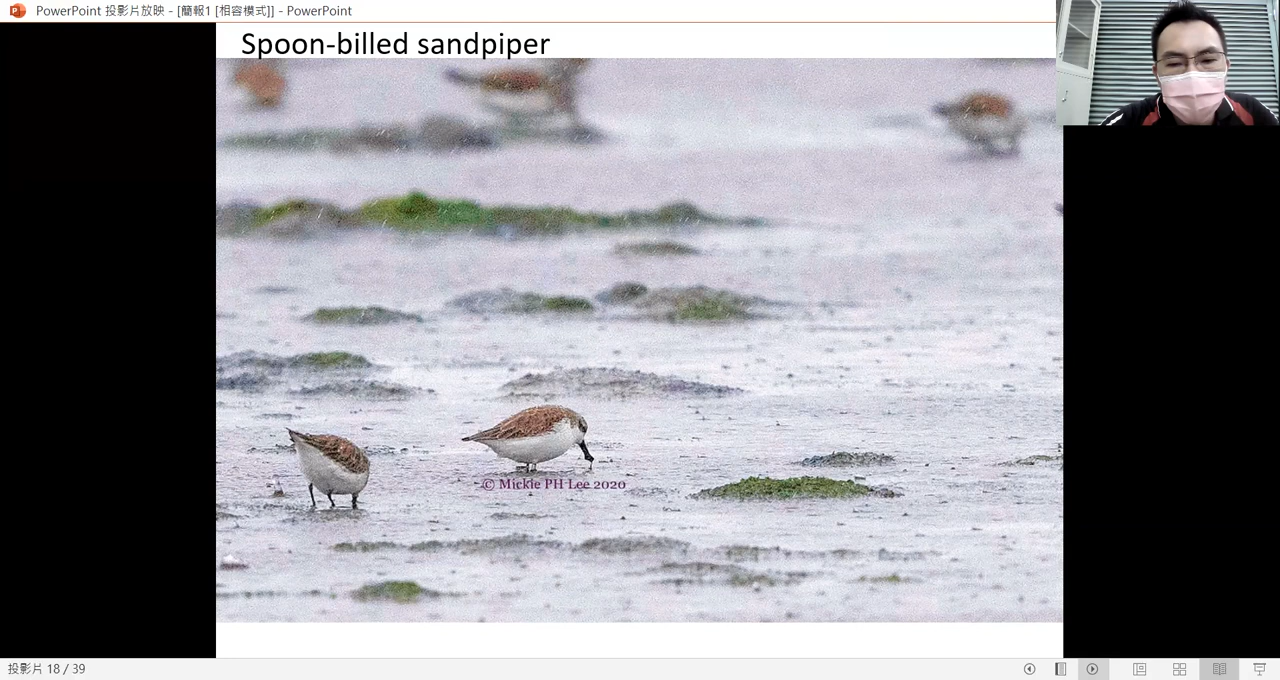 PowerPoint 投影片放映 - [簡報1 [相容模式]] - PowerPoint
Spoon-billed sandpiper
© Mickie PH Lee 2020
投影片 18 / 39